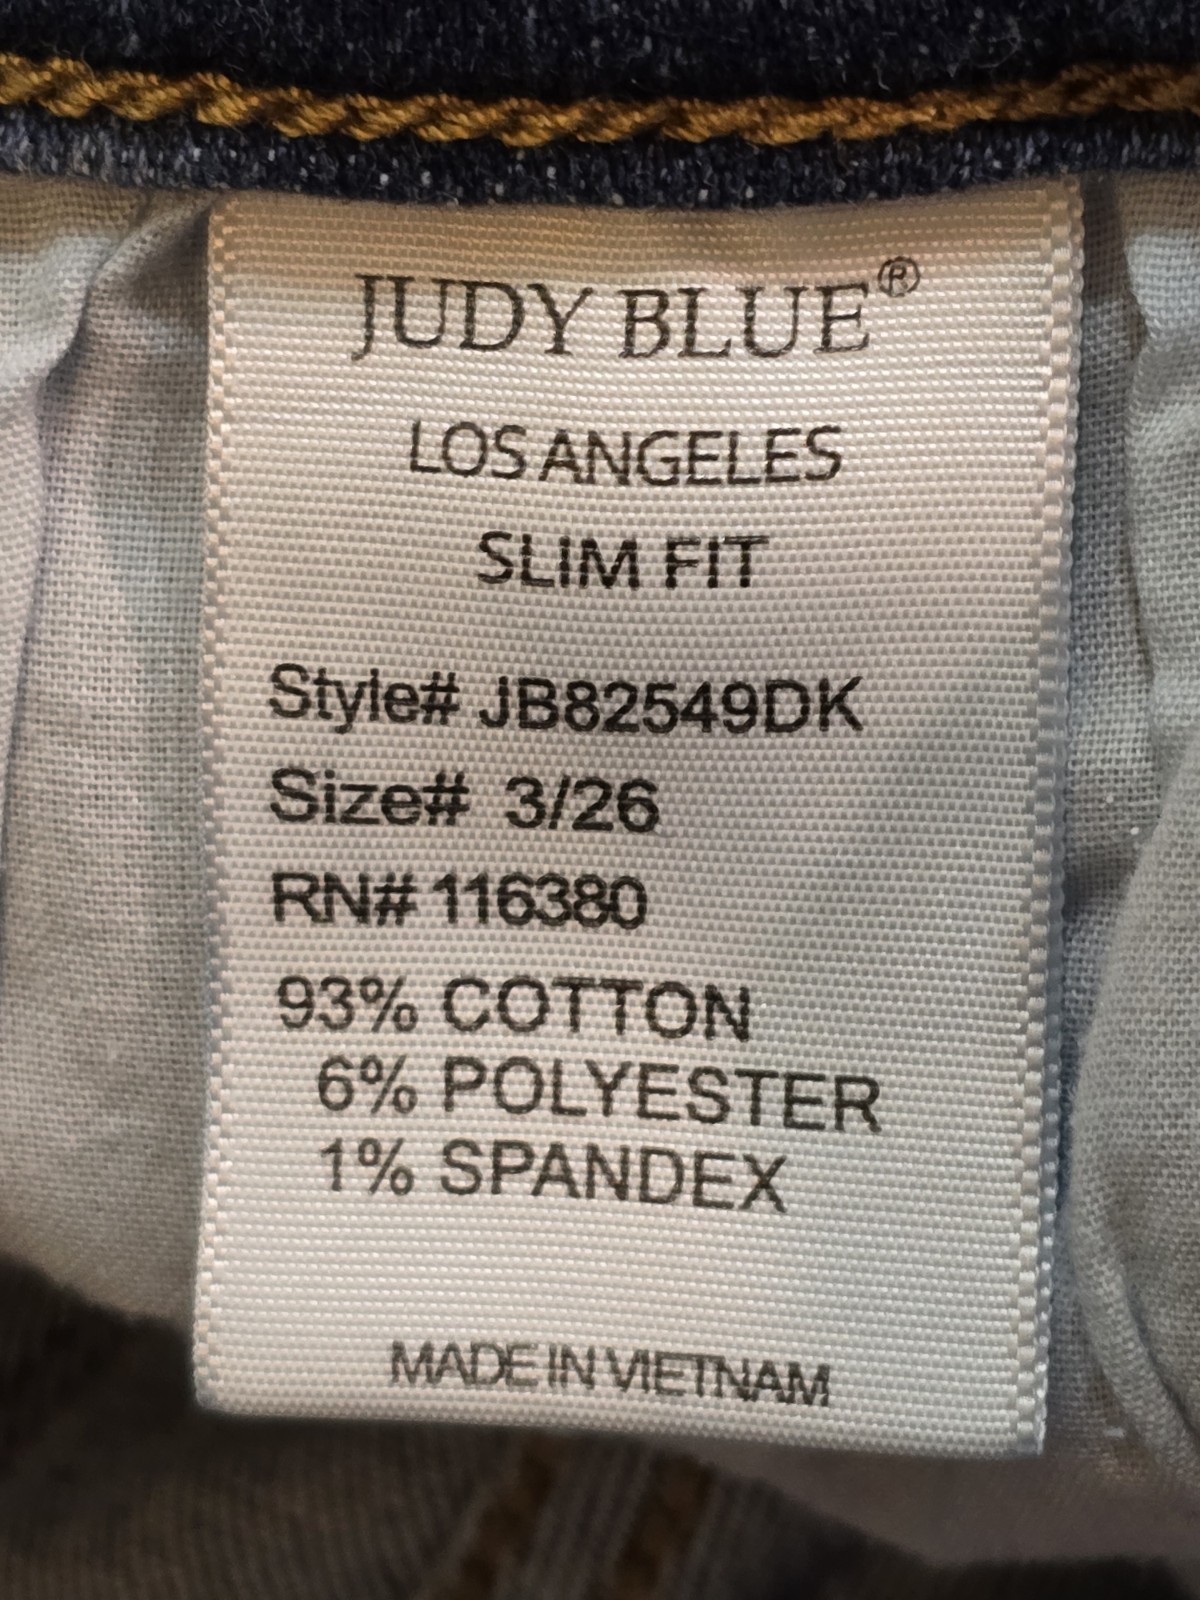 JUDY BLUE®
LOS ANGELES
SLIM FIT
Style# JB82549DK
Size# 3/26
RN# 116380
93% COTTON
6% POLYESTER
1% SPANDEX
MADE IN VIETNAM